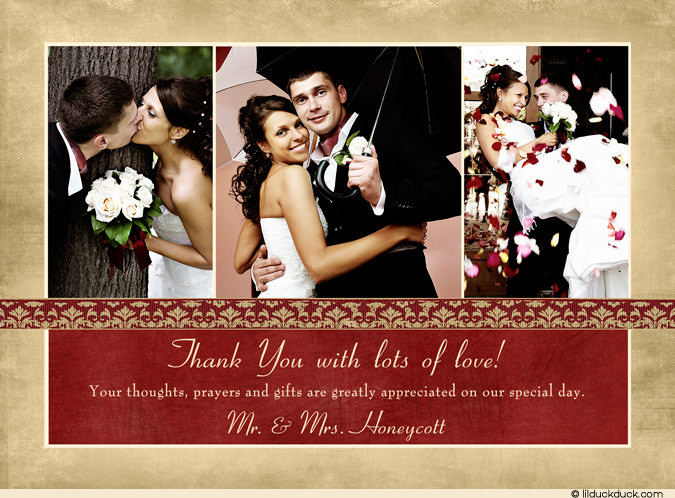 Thank You with lots of love!
Your thoughts, prayers and gifts are greatly appreciated on our special day.
Mr. & Mrs. Honeycott
© lilduckduck.com